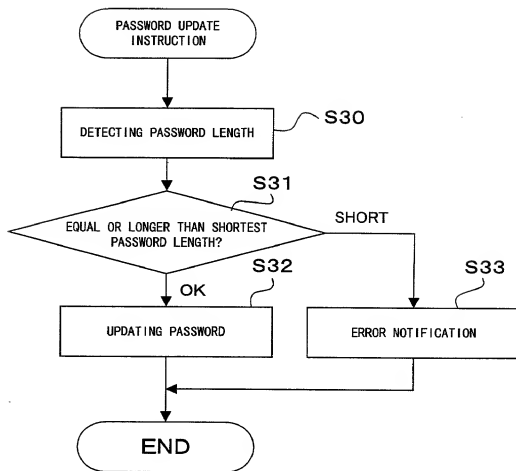 PASSWORD UPDATE
INSTRUCTION
DETECTING PASSWORD LENGTH
S30
S31
EQUAL OR LONGER THAN SHORTEST
PASSWORD LENGTH?
SHORT
OK
S32
UPDATING PASSWORD
S33
ERROR NOTIFICATION
END